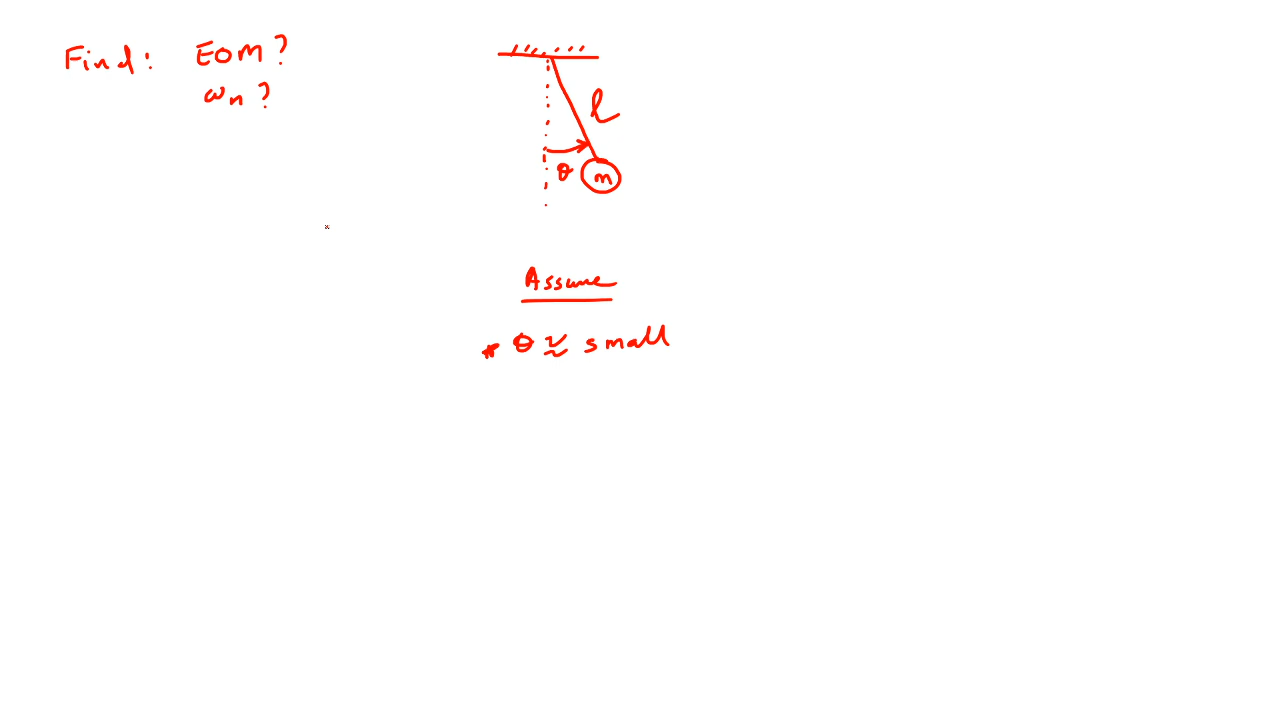 Find: EOM?
ωn?
ℓ
θ
m
Assume
* θ ≈ small